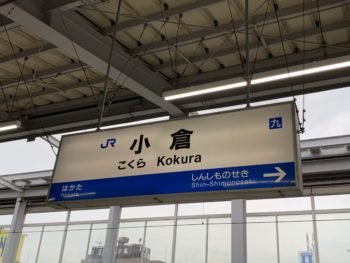 JR 小倉 九
こくら Kokura
はかた
Hakata
しんしものせき
Shin-Shimonoseki